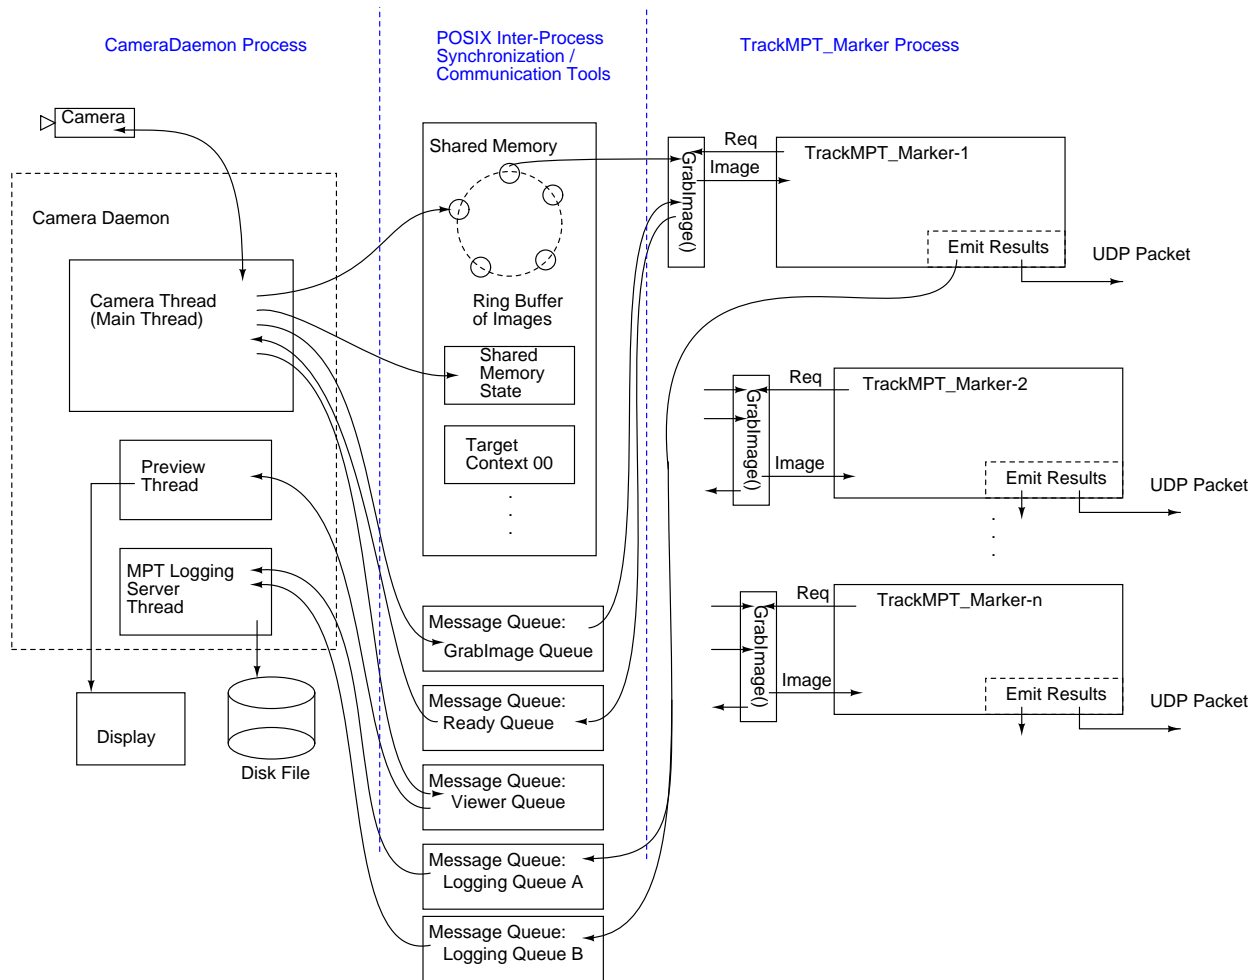 CameraDaemon Process
POSIX Inter-Process
Synchronization /
Communication Tools
TrackMPT_Marker Process
Camera
Camera Daemon
Camera Thread
(Main Thread)
Preview
Thread
MPT Logging
Server
Thread
Display
Disk File
Shared Memory
Ring Buffer
of Images
Shared
Memory
State
Target
Context 00
Message Queue:
GrabImage Queue
Message Queue:
Ready Queue
Message Queue:
Viewer Queue
Message Queue:
Logging Queue A
Message Queue:
Logging Queue B
GrabImage()
Req
Image
TrackMPT_Marker-1
Emit Results
UDP Packet
GrabImage()
Req
Image
TrackMPT_Marker-2
Emit Results
UDP Packet
GrabImage()
Req
Image
TrackMPT_Marker-n
Emit Results
UDP Packet